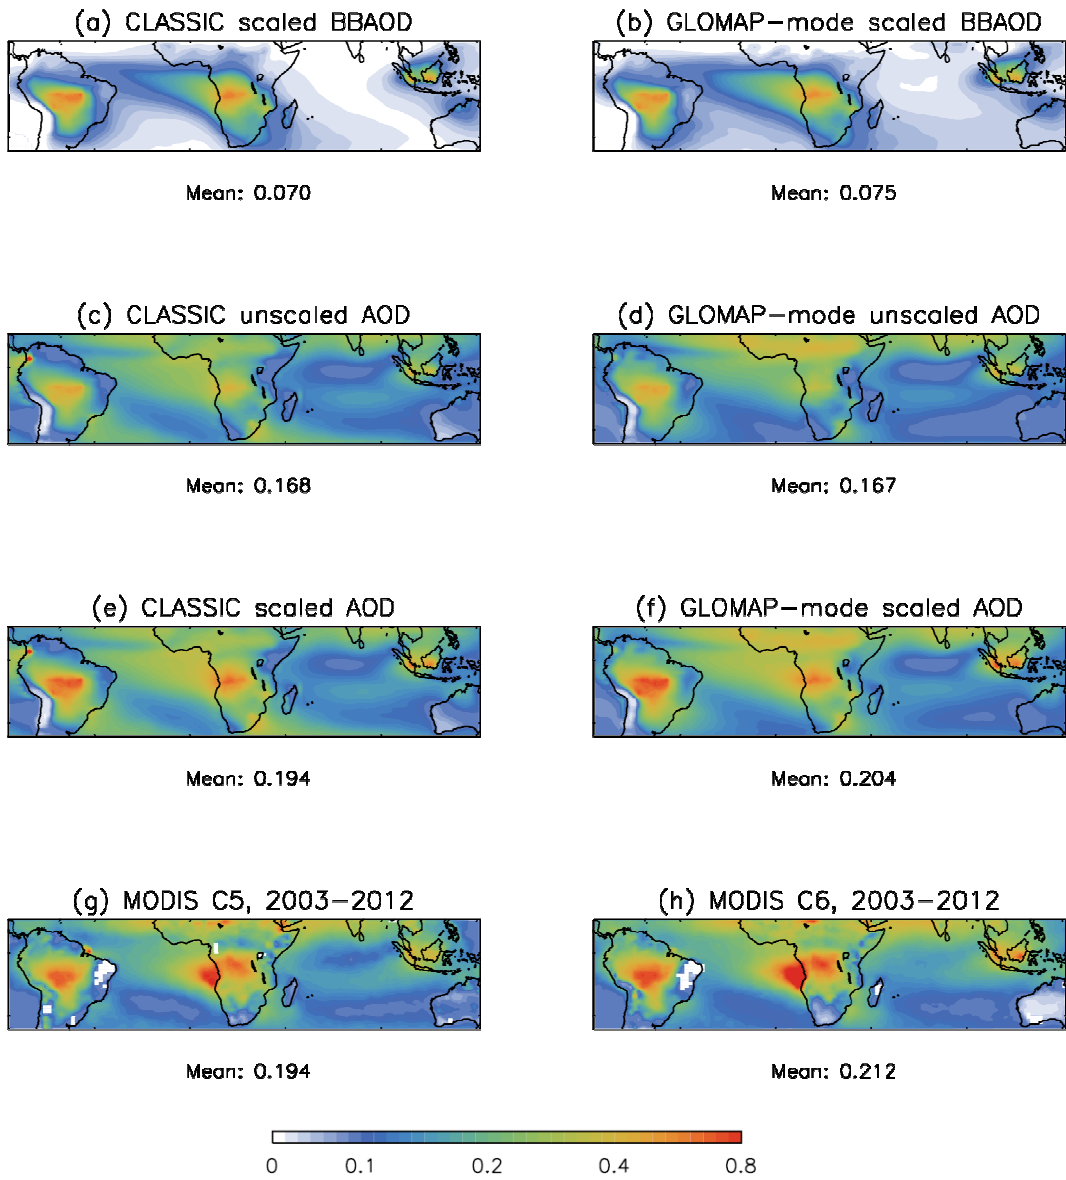 (a) CLASSIC scaled BBAOD
(b) GLOMAP-mode scaled BBAOD
Mean: 0.070
Mean: 0.075
(c) CLASSIC unscaled AOD
(d) GLOMAP-mode unscaled AOD
Mean: 0.168
Mean: 0.167
(e) CLASSIC scaled AOD
(f) GLOMAP-mode scaled AOD
Mean: 0.194
Mean: 0.204
(g) MODIS C5, 2003-2012
(h) MODIS C6, 2003-2012
Mean: 0.194
Mean: 0.212
0 0.1 0.2 0.4 0.8